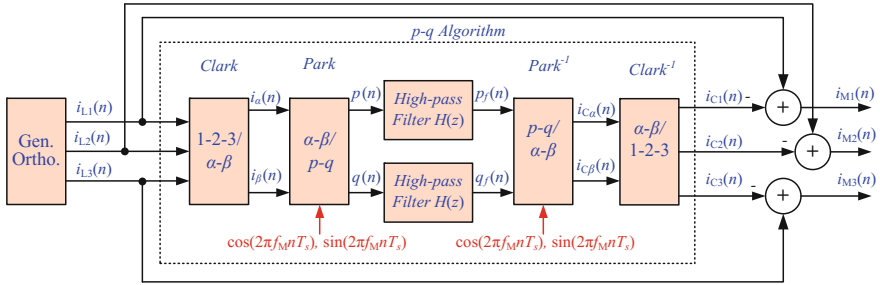 p-q Algorithm
Clark
Park
Park⁻¹
Clark⁻¹
Gen.
Ortho.
i_L1(n)
i_L2(n)
i_L3(n)
1-2-3/
α-β
i_α(n)
i_β(n)
α-β/
p-q
p(n)
q(n)
High-pass
Filter H(z)
High-pass
Filter H(z)
p_f(n)
q_f(n)
p-q/
α-β
i_Cα(n)
i_Cβ(n)
α-β/
1-2-3
i_C1(n)
i_C2(n)
i_C3(n)
-
-
-
+
+
+
i_M1(n)
i_M2(n)
i_M3(n)
cos(2πf_M nT_s), sin(2πf_M nT_s)
cos(2πf_M nT_s), sin(2πf_M nT_s)